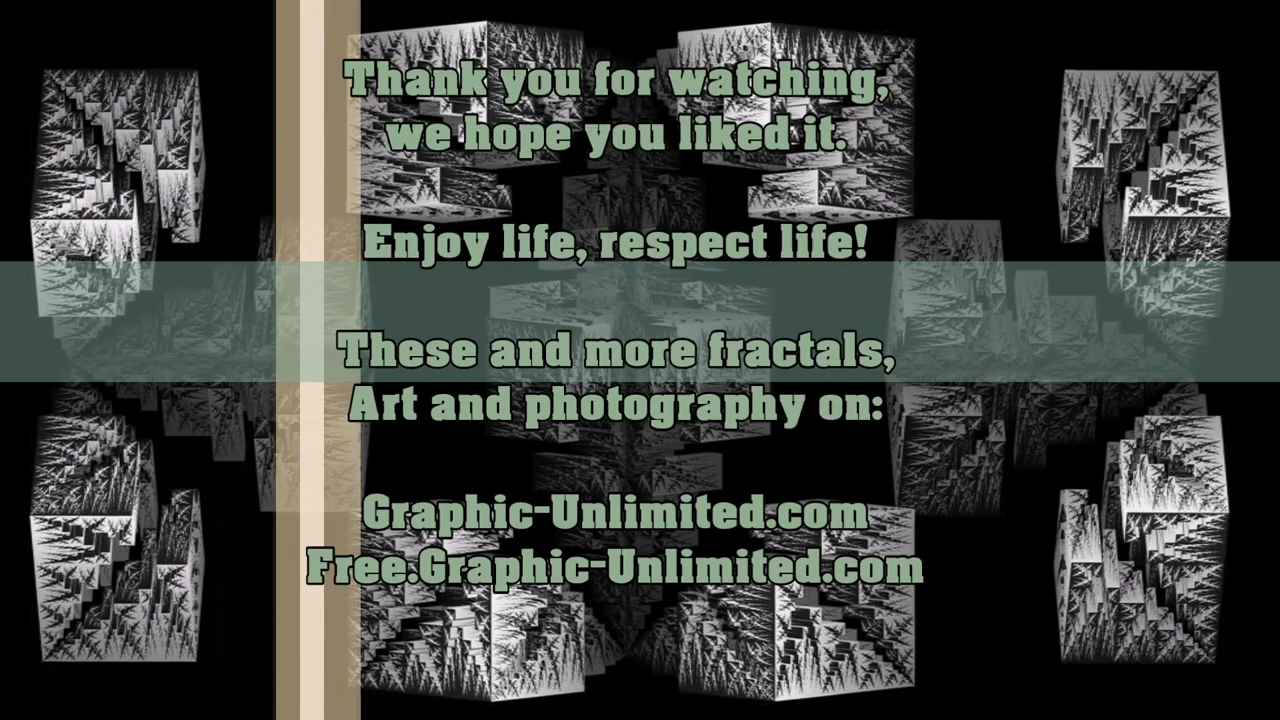 Thank you for watching,
we hope you liked it.
Enjoy life, respect life!
These and more fractals,
Art and photography on:
Graphic-Unlimited.com
Free.Graphic-Unlimited.com